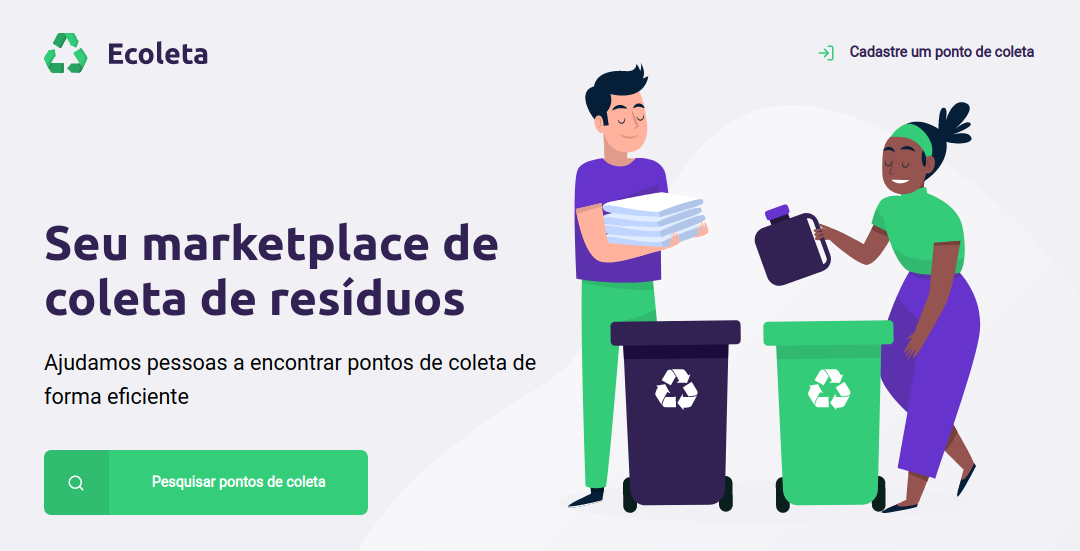 Ecoleta
Cadastre um ponto de coleta
Seu marketplace de
coleta de resíduos
Ajudamos pessoas a encontrar pontos de coleta de
forma eficiente
Pesquisar pontos de coleta